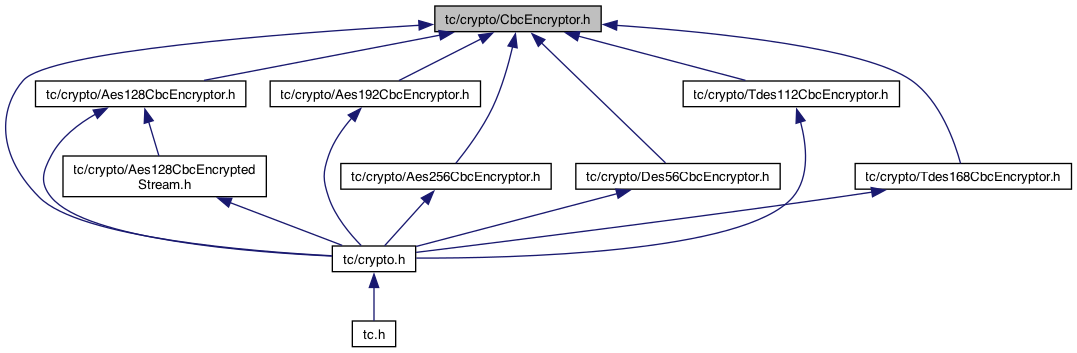 tc/crypto/CbcEncryptor.h
tc/crypto/Aes128CbcEncryptor.h
tc/crypto/Aes192CbcEncryptor.h
tc/crypto/Tdes112CbcEncryptor.h
tc/crypto/Aes128CbcEncrypted
Stream.h
tc/crypto/Aes256CbcEncryptor.h
tc/crypto/Des56CbcEncryptor.h
tc/crypto/Tdes168CbcEncryptor.h
tc/crypto.h
tc.h